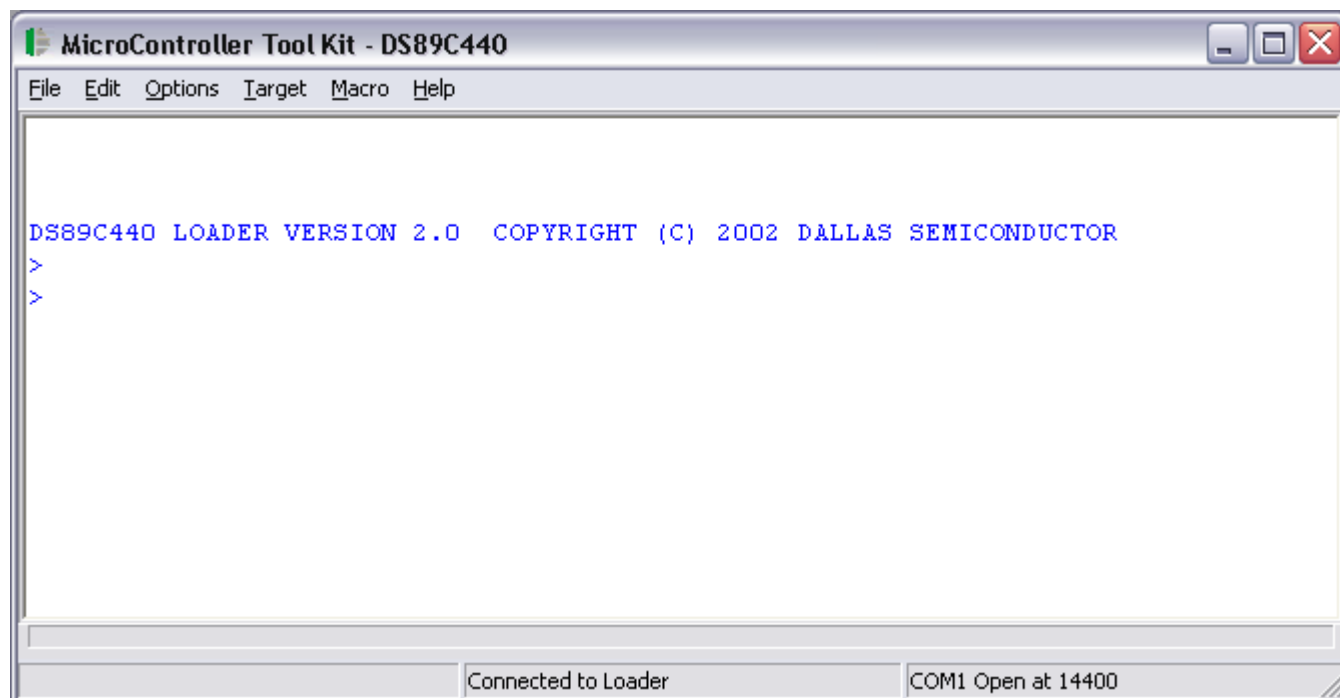 MicroController Tool Kit - DS89C440
File Edit Options Target Macro Help
DS89C440 LOADER VERSION 2.0  COPYRIGHT (C) 2002 DALLAS SEMICONDUCTOR
>
>
Connected to Loader COM1 Open at 14400